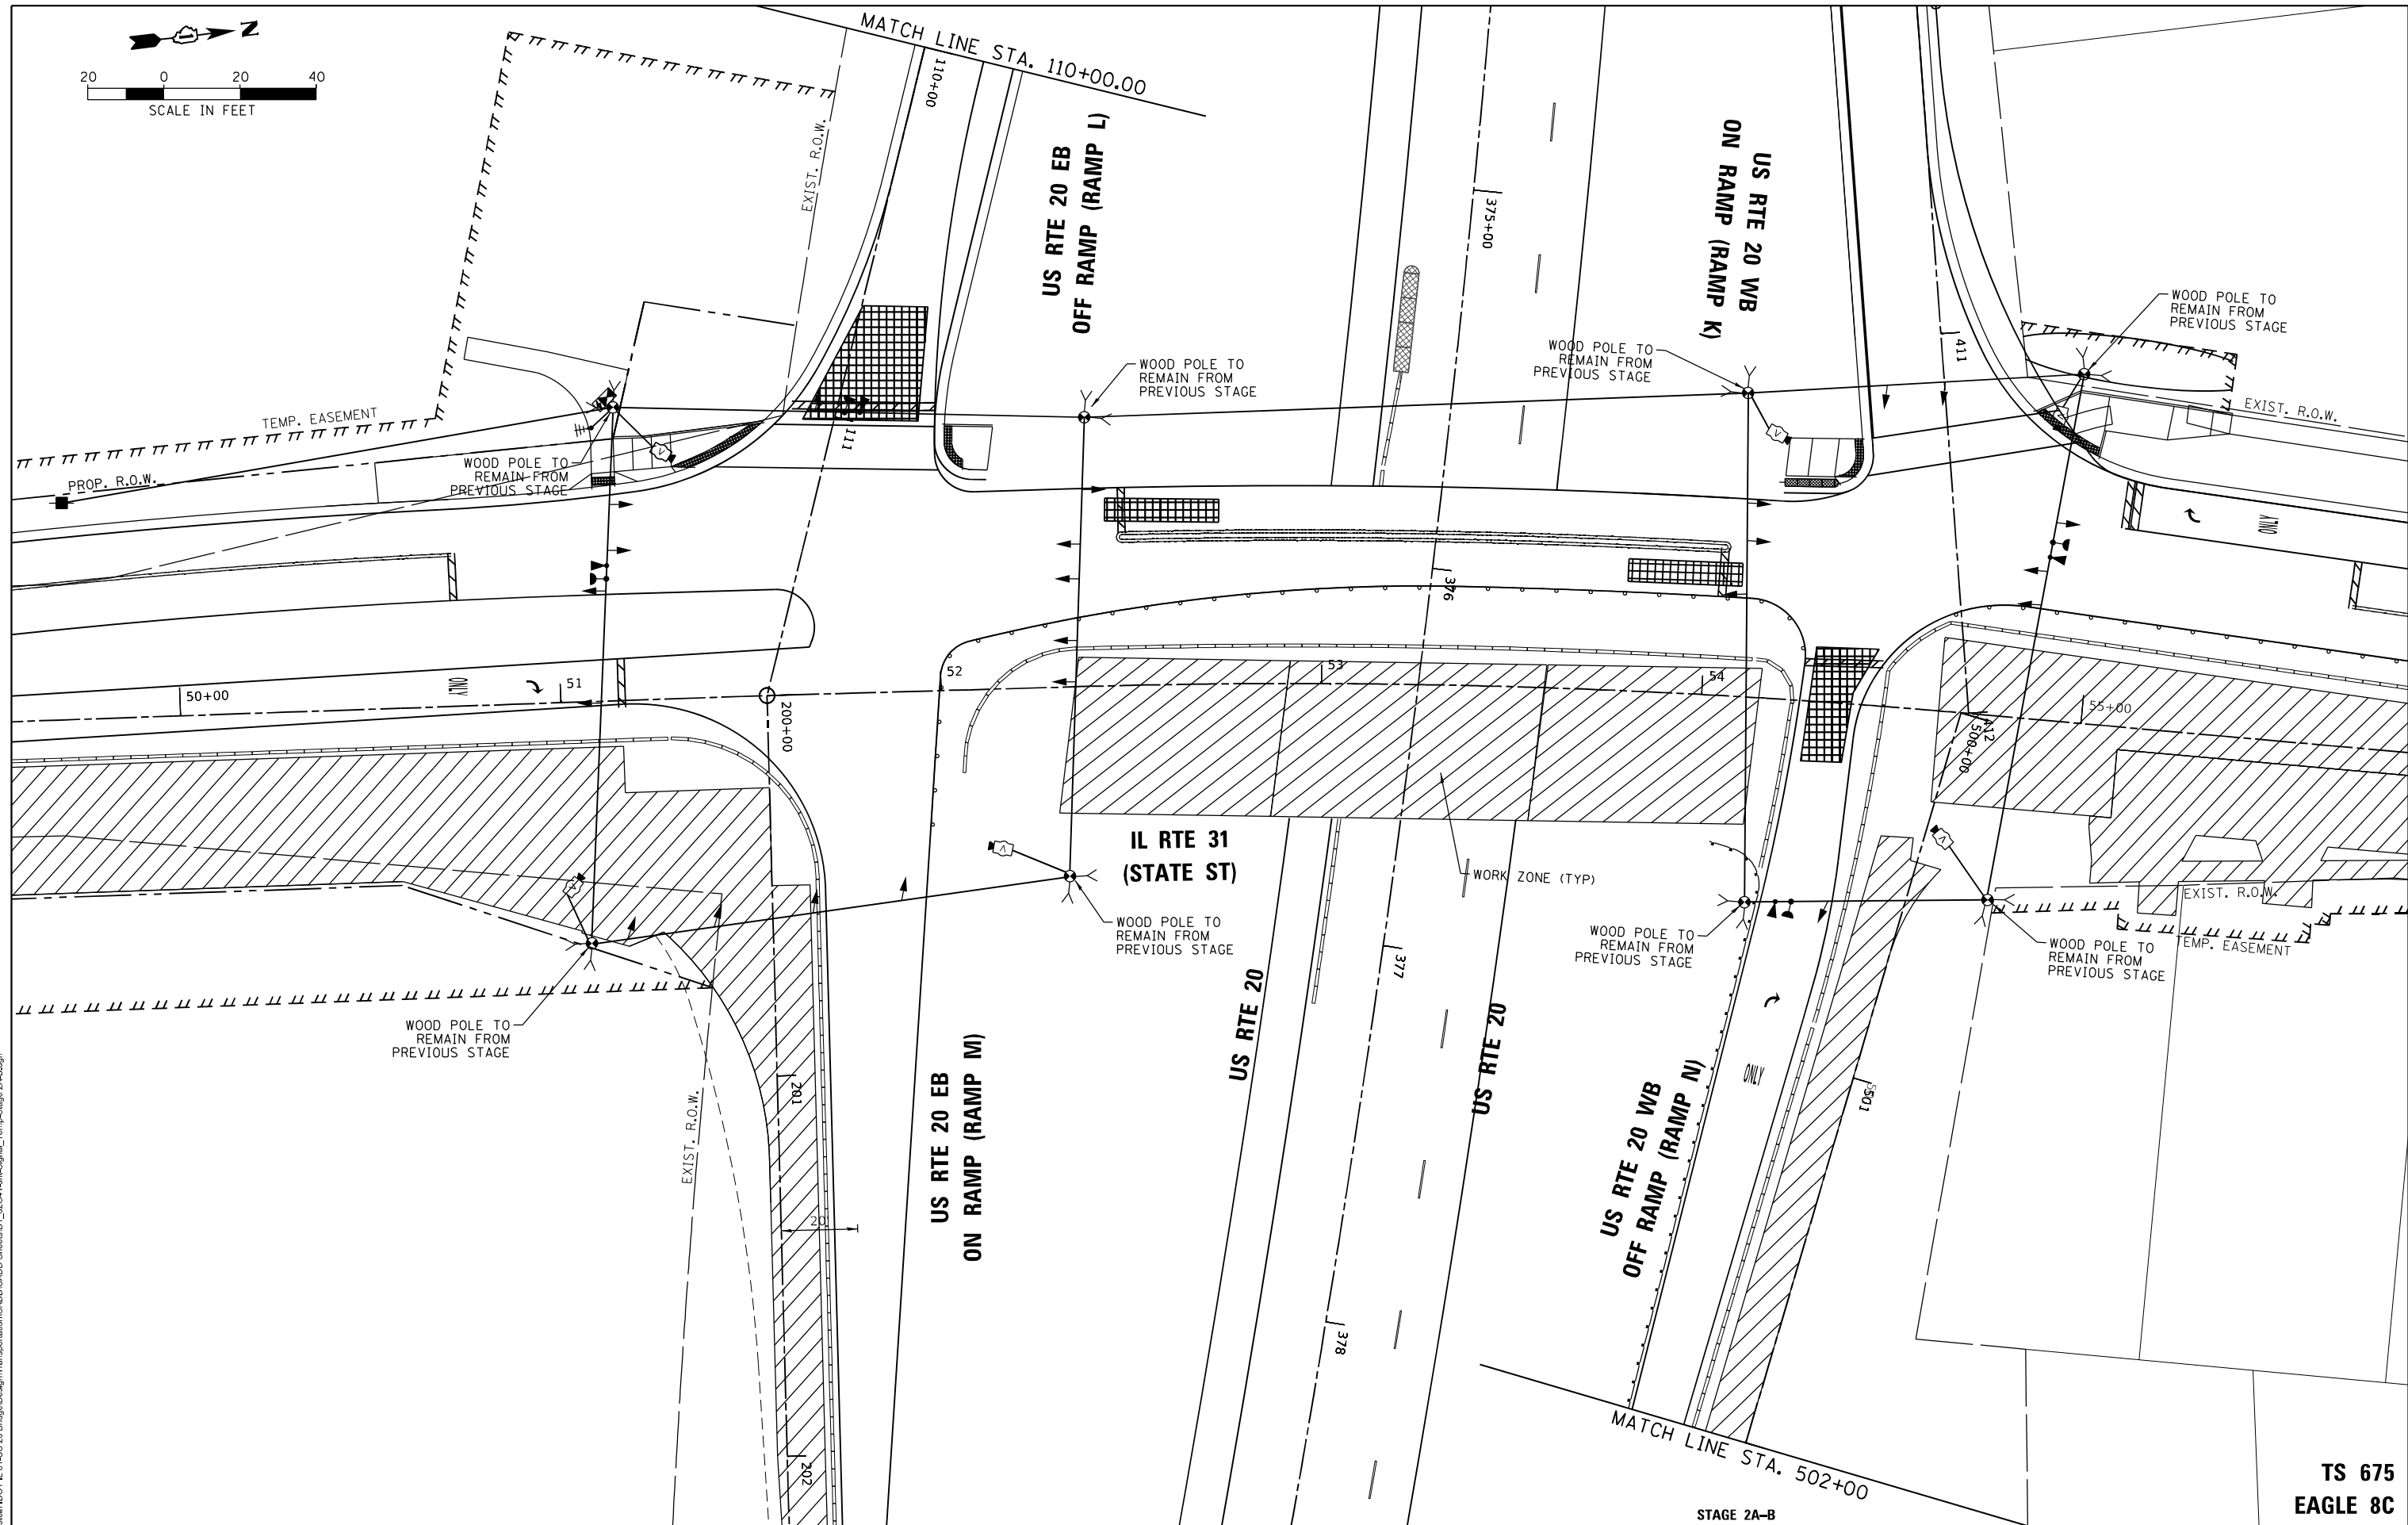 N
20 0 20 40
SCALE IN FEET
MATCH LINE STA. 110+00.00
110+00
EXIST. R.O.W.
US RTE 20 EB
OFF RAMP (RAMP L)
375+00
US RTE 20 WB
ON RAMP (RAMP K)
WOOD POLE TO
REMAIN FROM
PREVIOUS STAGE
WOOD POLE TO
REMAIN FROM
PREVIOUS STAGE
WOOD POLE TO
REMAIN FROM
PREVIOUS STAGE
411
EXIST. R.O.W.
TEMP. EASEMENT
111
WOOD POLE TO
REMAIN FROM
PREVIOUS STAGE
PROP. R.O.W.
V
V
ONLY
376
50+00
ONLY
51
200+00
52
53
54
55+00
412
500+00
IL RTE 31
(STATE ST)
WORK ZONE (TYP)
V
V
V
EXIST. R.O.W.
TEMP. EASEMENT
WOOD POLE TO
REMAIN FROM
PREVIOUS STAGE
WOOD POLE TO
REMAIN FROM
PREVIOUS STAGE
WOOD POLE TO
REMAIN FROM
PREVIOUS STAGE
WOOD POLE TO
REMAIN FROM
PREVIOUS STAGE
377
US RTE 20
US RTE 20
US RTE 20 EB
ON RAMP (RAMP M)
EXIST. R.O.W.
201
20'
US RTE 20 WB
OFF RAMP (RAMP N)
ONLY
501
378
202
MATCH LINE STA. 502+00
STAGE 2A-B
TS 675
EAGLE 8C